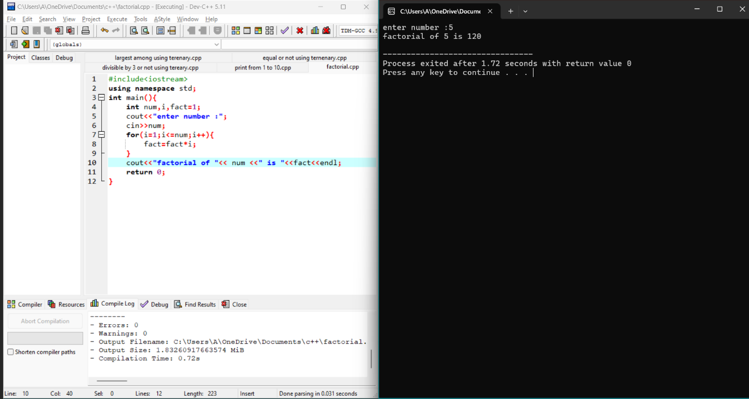 C:\Users\A\OneDrive\Documents\c++\factorial.cpp - [Executing] - Dev-C++ 5.11
File Edit Search View Project Execute Tools AStyle Window Help
TDM-GCC 4.9
(globals)
Project Classes Debug
largest among using terenary.cpp equal or not using ternenary.cpp
divisible by 5 or not using tereary.cpp print from 1 to 10.cpp factorial.cpp
1 #include<iostream>
2 using namespace std;
3 int main(){
4 int num,i,fact=1;
5 cout<<"enter number :";
6 cin>>num;
7 for(i=1;i<=num;i++){
8 fact=fact*i;
9 }
10 cout<<"factorial of "<< num <<" is "<<fact<<endl;
11 return 0;
12 }
Compiler Resources Compile Log Debug Find Results Close
Abort Compilation
Shorten compiler paths
--------
- Errors: 0
- Warnings: 0
- Output Filename: C:\Users\A\OneDrive\Documents\c++\factorial.
- Output Size: 1.83260917663574 MiB
- Compilation Time: 0.72s
Line: 10 Col: 40 Sel: 0 Lines: 12 Length: 223 Insert Done parsing in 0.031 seconds
C:\Users\A\OneDrive\Docume
enter number :5
factorial of 5 is 120
--------------------------------
Process exited after 1.72 seconds with return value 0
Press any key to continue . . .